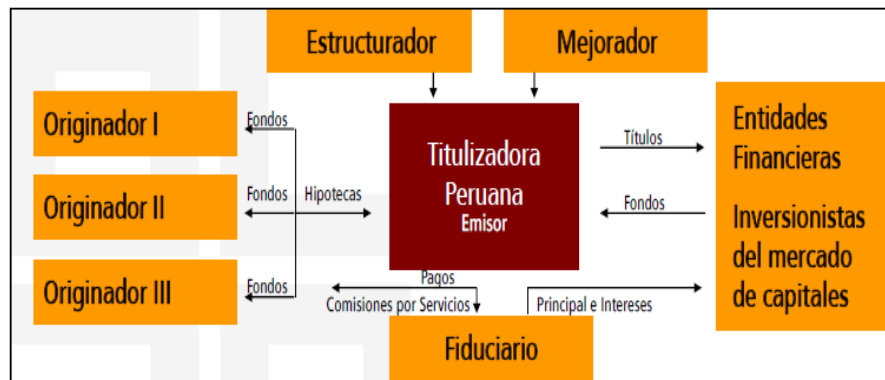 Estructurador
Mejorador
Originador I
Fondos
Originador II
Fondos
Hipotecas
Originador III
Fondos
Titulizadora
Peruana
Emisor
Títulos
Fondos
Entidades
Financieras
Inversionistas
del mercado
de capitales
Pagos
Comisiones por Servicios
Principal e Intereses
Fiduciario